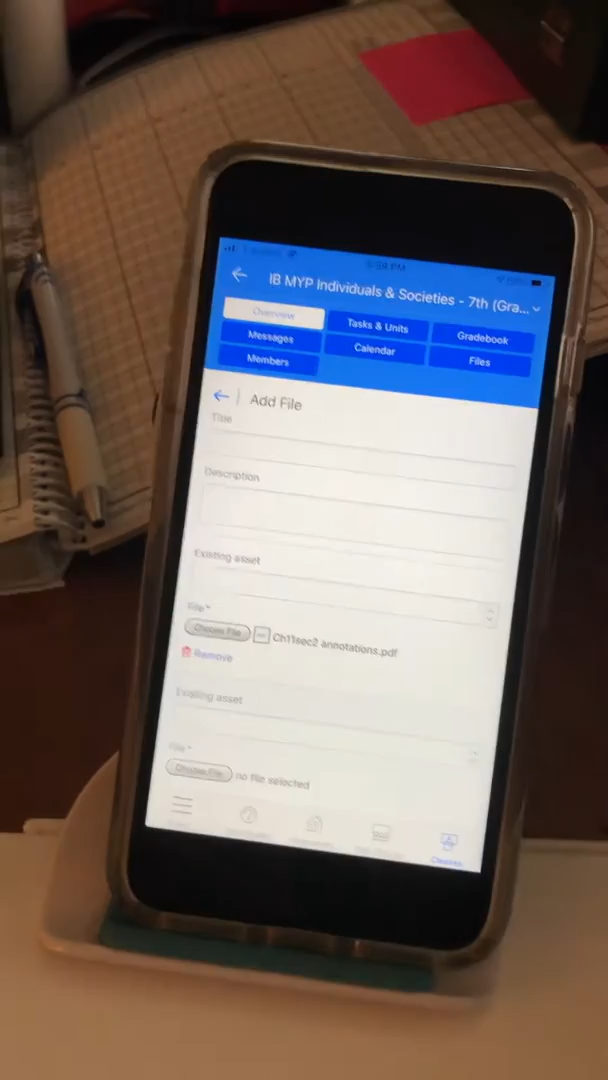 IB MYP Individuals & Societies - 7th (Gra...
Overview
Tasks & Units
Gradebook
Messages
Calendar
Files
Members
Add File
Title
Description
Existing asset
File*
Choose File Ch11sec2 annotations.pdf
Remove
Existing asset
File*
Choose File no file selected
Classes